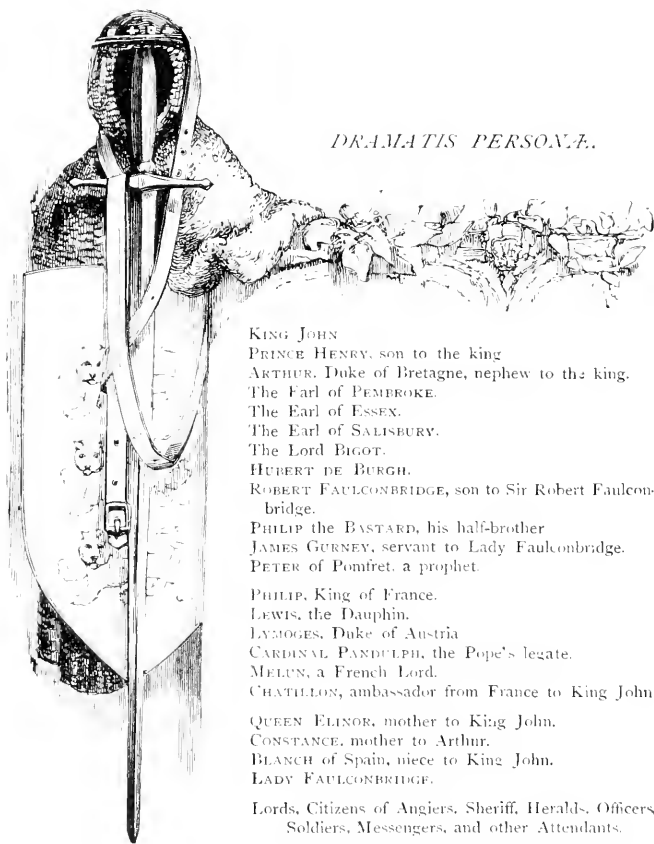 DRAMATIS PERSONÆ.
KING JOHN
PRINCE HENRY, son to the king
ARTHUR, Duke of Bretagne, nephew to the king.
The Earl of PEMBROKE.
The Earl of ESSEX.
The Earl of SALISBURY.
The Lord BIGOT.
HUBERT DE BURGH.
ROBERT FAULCONBRIDGE, son to Sir Robert Faulcon-
bridge.
PHILIP the BASTARD, his half-brother
JAMES GURNEY, servant to Lady Faulconbridge.
PETER of Pomfret, a prophet
PHILIP, King of France.
LEWIS, the Dauphin.
LYMOGES, Duke of Austria
CARDINAL PANDULPH, the Pope's legate.
MELUN, a French Lord.
CHATILLON, ambassador from France to King John
QUEEN ELINOR, mother to King John.
CONSTANCE, mother to Arthur.
BLANCH of Spain, niece to King John.
LADY FAULCONBRIDGE.
Lords, Citizens of Angiers, Sheriff, Heralds, Officers
Soldiers, Messengers, and other Attendants.